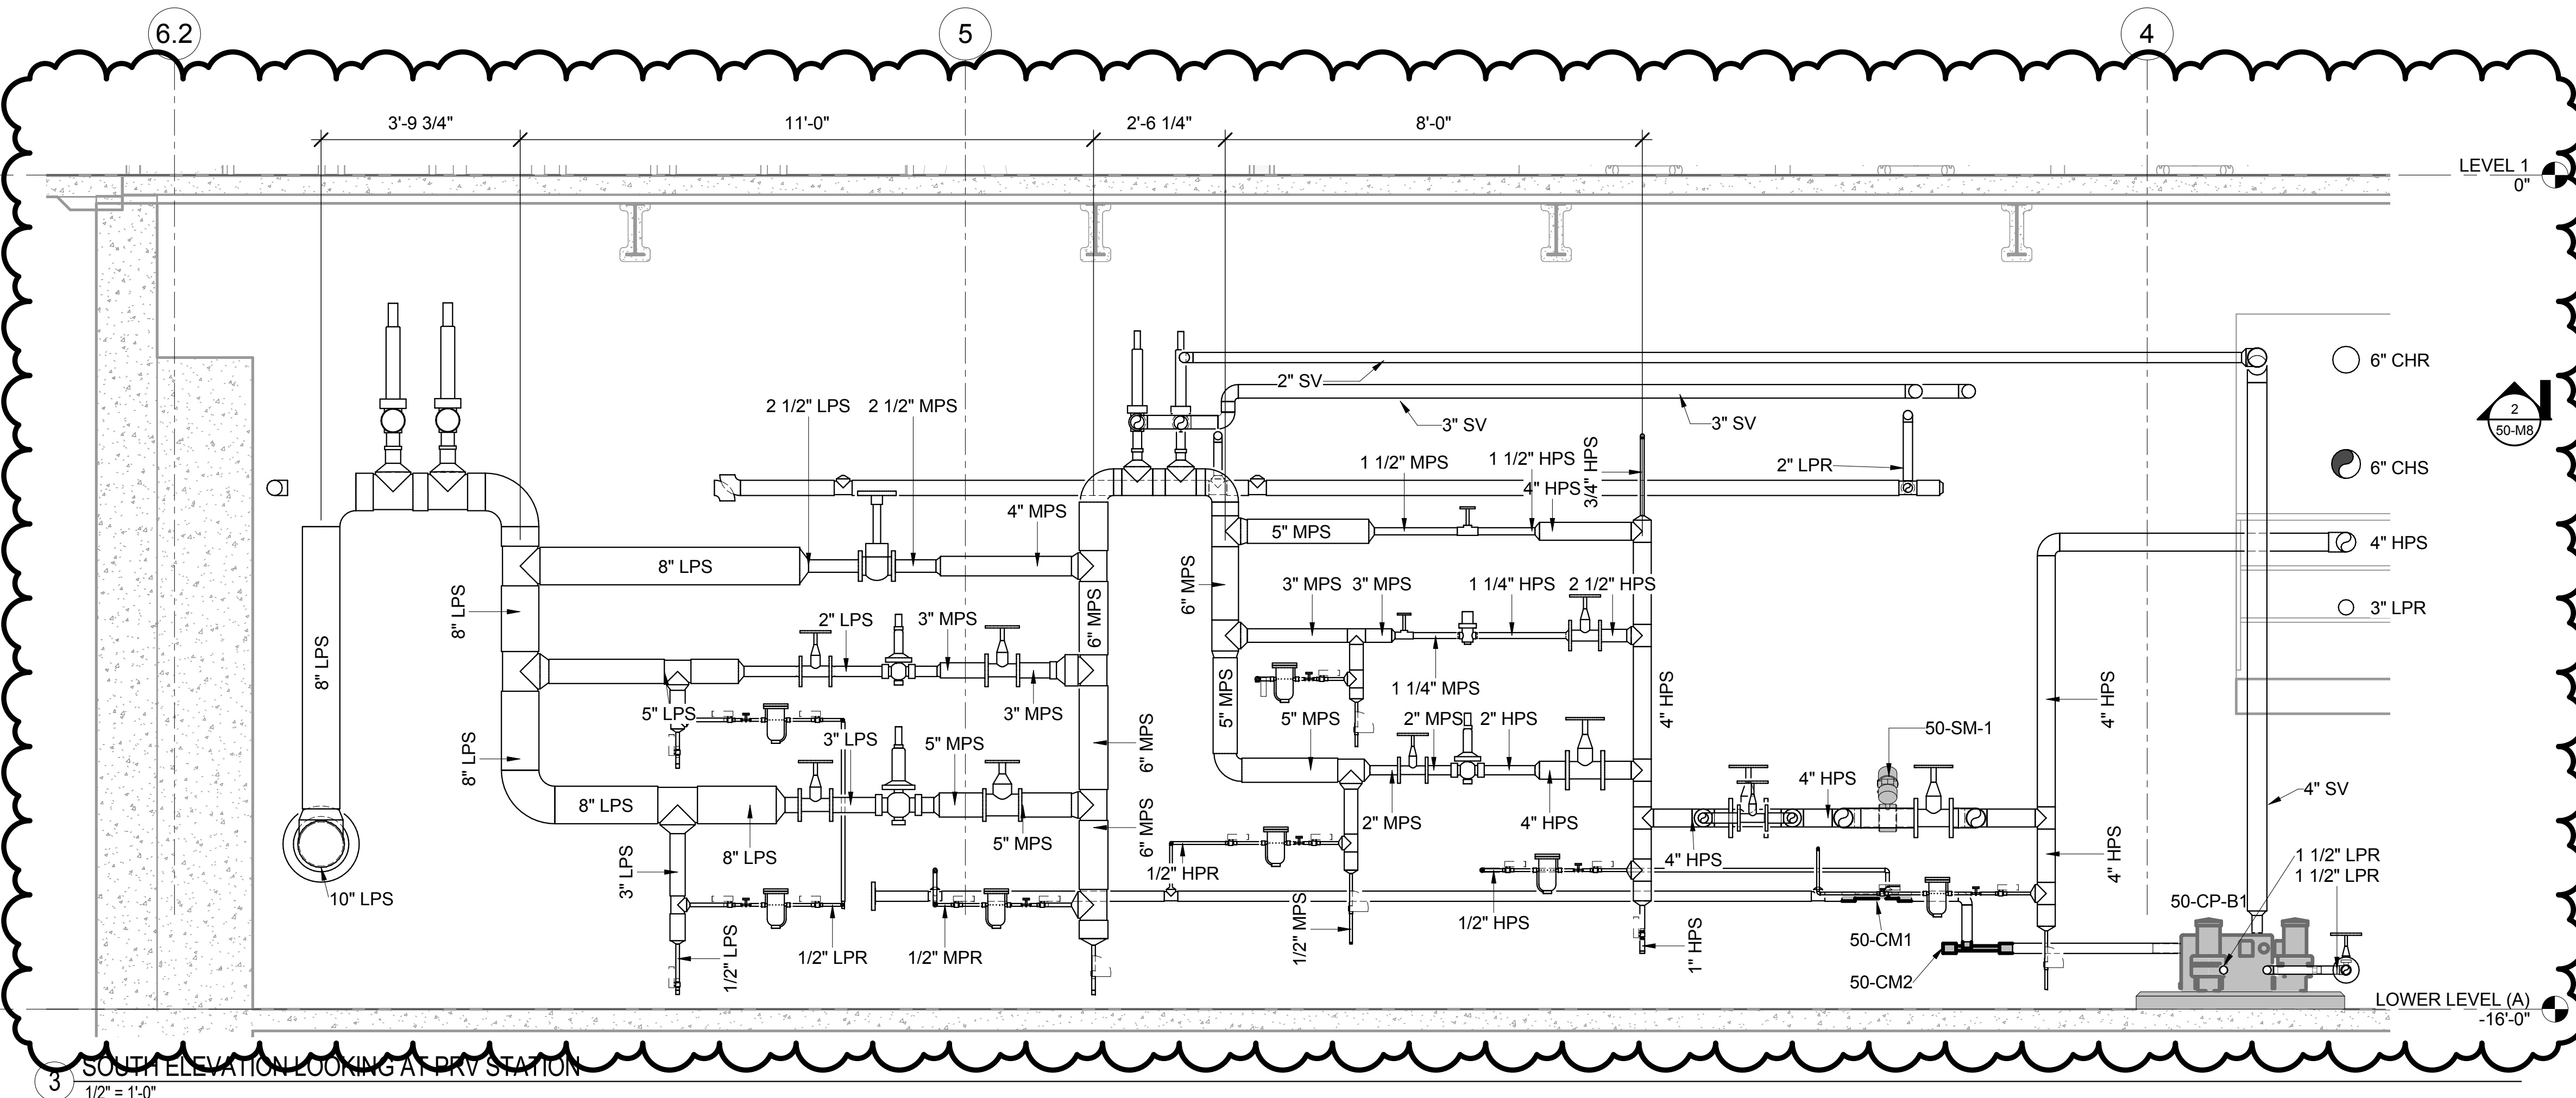 6.2
5
4
3'-9 3/4"
11'-0"
2'-6 1/4"
8'-0"
LEVEL 1
0"
6" CHR
2" SV
2 1/2" LPS
2 1/2" MPS
3" SV
3" SV
2
50-M8
1 1/2" MPS
1 1/2" HPS
3/4" HPS
2" LPR
6" CHS
4" HPS
4" MPS
5" MPS
4" HPS
8" LPS
6" MPS
3" MPS
3" MPS
1 1/4" HPS
2 1/2" HPS
8" LPS
2" LPS
3" MPS
6" MPS
3" LPR
8" LPS
5" LPS
3" MPS
1 1/4" MPS
5" MPS
4" HPS
4" HPS
5" MPS
2" MPS
2" HPS
50-SM-1
8" LPS
3" LPS
5" MPS
6" MPS
4" HPS
4" SV
8" LPS
5" MPS
2" MPS
4" HPS
6" MPS
8" LPS
4" HPS
4" HPS
1 1/2" LPR
1 1/2" LPR
3" LPS
1/2" HPR
10" LPS
50-CP-B1
1/2" MPS
1/2" HPS
50-CM1
1/2" LPS
1/2" LPR
1/2" MPR
1" HPS
50-CM2
LOWER LEVEL (A)
-16'-0"
3
SOUTH ELEVATION LOOKING AT PRV STATION
1/2" = 1'-0"